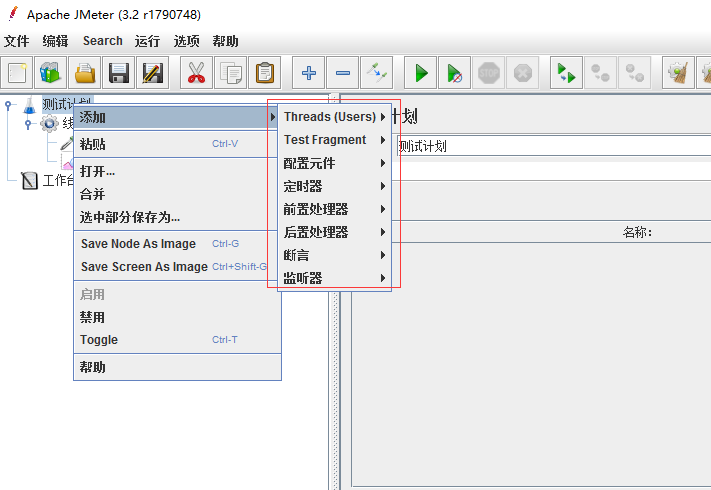 Apache JMeter (3.2 r1790748)
文件 编辑 Search 运行 选项 帮助
STOP
测试计划
线
工作台
添加
粘贴 Ctrl-V
打开...
合并
选中部分保存为...
Save Node As Image Ctrl-G
Save Screen As Image Ctrl+Shift-G
启用
禁用
Toggle Ctrl-T
帮助
Threads (Users)
Test Fragment
配置元件
定时器
前置处理器
后置处理器
断言
监听器
计划
测试计划
名称: